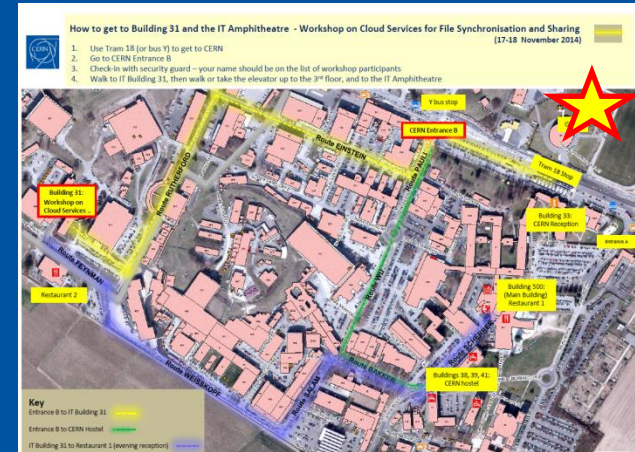 How to get to Building 31 and the IT Amphitheatre - Workshop on Cloud Services for File Synchronisation and Sharing
(17-18 November 2014)
CERN
1. Use Tram 18 (or bus Y) to get to CERN
2. Go to CERN Entrance B
3. Check-in with security guard – your name should be on the list of workshop participants
4. Walk to IT Building 31, then walk or take the elevator up to the 3rd floor, and to the IT Amphitheatre
Y bus stop
CERN Entrance B
Route EINSTEIN
Route PAULI
Tram 18 Stop
Route RUTHERFORD
Building 31:
Workshop on
Cloud Services ..
Building 33:
CERN Reception
Entrance A
Route FEYNMAN
Route WU
Restaurant 2
Building 500:
(Main Building)
Restaurant 1
Route BAKKER
Buildings 38, 39, 41:
CERN hostel
Route WEISSKOPF
Route SALAM
Key
Entrance B to IT Building 31
Entrance B to CERN Hostel
IT Building 31 to Restaurant 1 (evening reception)